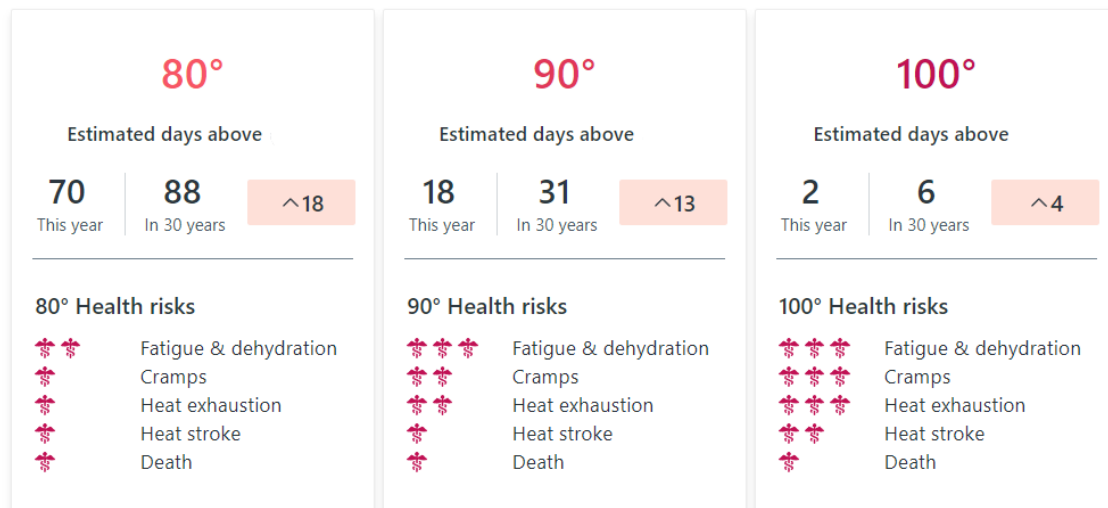 80°
Estimated days above
70
This year
88
In 30 years
^18
80° Health risks
Fatigue & dehydration
Cramps
Heat exhaustion
Heat stroke
Death
90°
Estimated days above
18
This year
31
In 30 years
^13
90° Health risks
Fatigue & dehydration
Cramps
Heat exhaustion
Heat stroke
Death
100°
Estimated days above
2
This year
6
In 30 years
^4
100° Health risks
Fatigue & dehydration
Cramps
Heat exhaustion
Heat stroke
Death